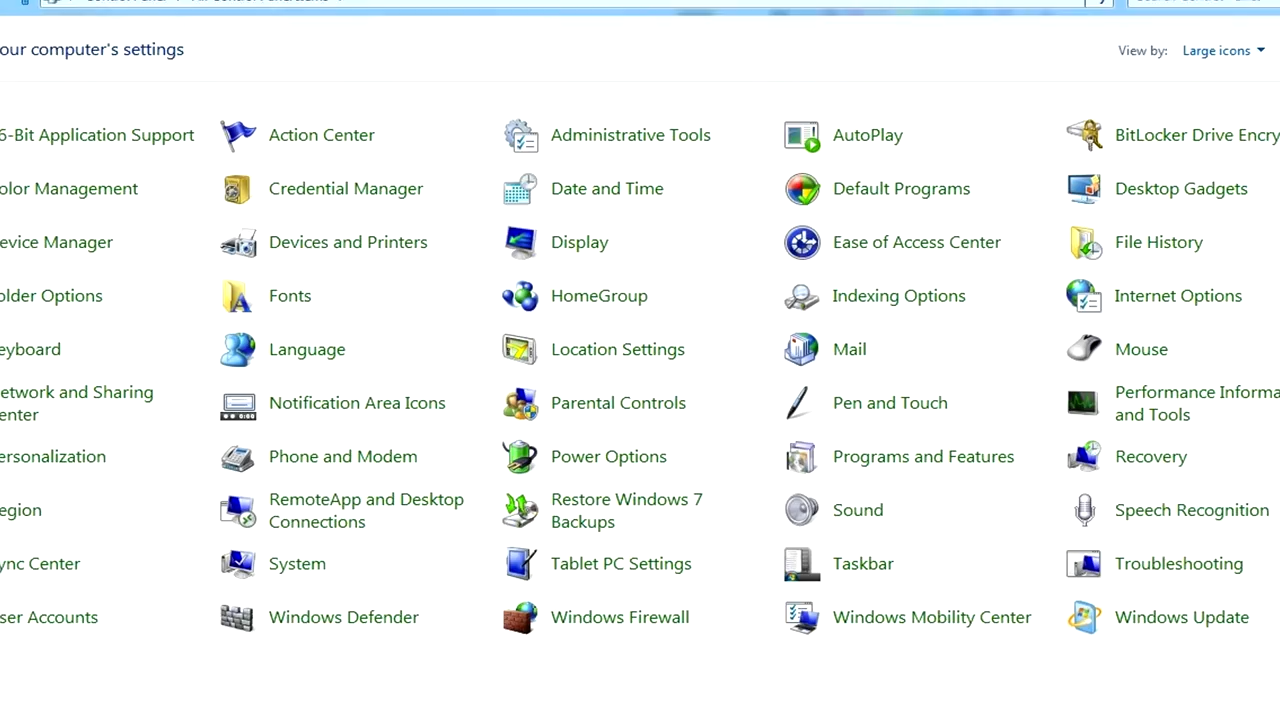 our computer's settings
View by: Large icons
6-Bit Application Support
Action Center
Administrative Tools
AutoPlay
BitLocker Drive Encry
olor Management
Credential Manager
Date and Time
Default Programs
Desktop Gadgets
evice Manager
Devices and Printers
Display
Ease of Access Center
File History
older Options
Fonts
HomeGroup
Indexing Options
Internet Options
eyboard
Language
Location Settings
Mail
Mouse
etwork and Sharing
enter
Notification Area Icons
Parental Controls
Pen and Touch
Performance Informa
and Tools
ersonalization
Phone and Modem
Power Options
Programs and Features
Recovery
egion
RemoteApp and Desktop
Connections
Restore Windows 7
Backups
Sound
Speech Recognition
ync Center
System
Tablet PC Settings
Taskbar
Troubleshooting
ser Accounts
Windows Defender
Windows Firewall
Windows Mobility Center
Windows Update